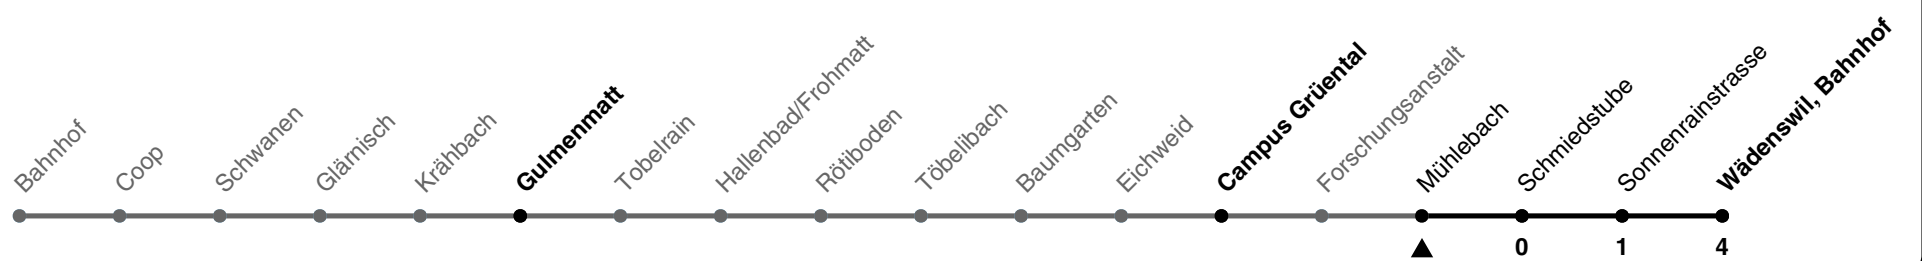 Bahnhof
Coop
Schwanen
Glärnisch
Krähbach
Gulmenmatt
Tobelrain
Hallenbad/Frohmatt
Rötiboden
Töbelibach
Baumgarten
Eichweid
Campus Grüental
Forschungsanstalt
Mühlebach
Schmiedstube
Sonnenrainstrasse
Wädenswil, Bahnhof
0 1 4